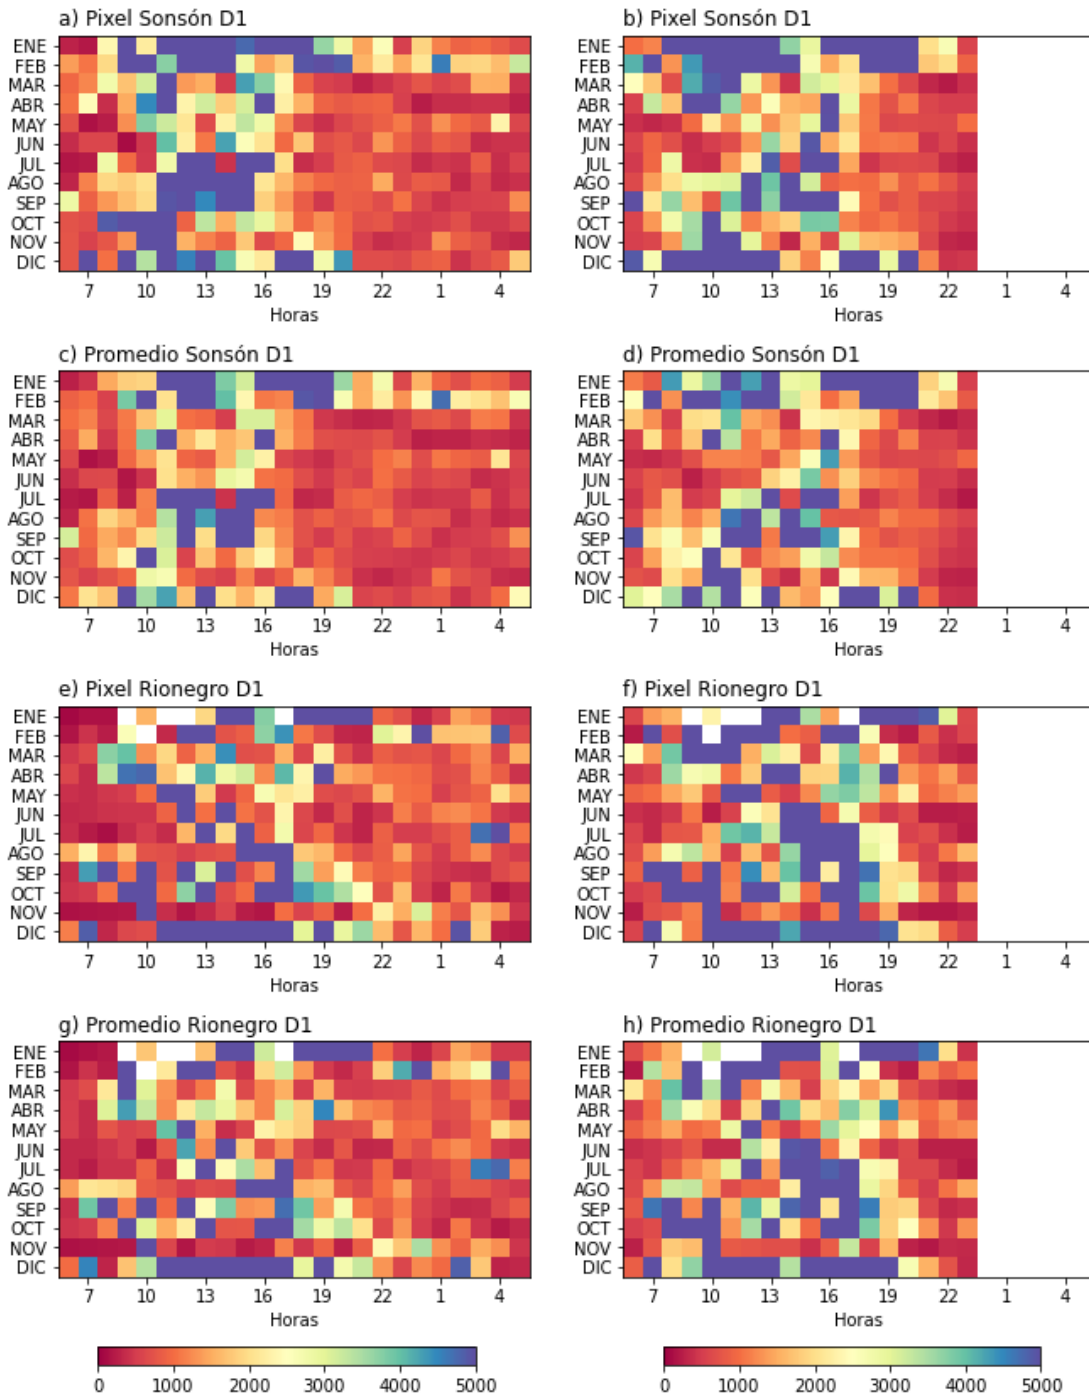 a) Pixel Sonsón D1
b) Pixel Sonsón D1
ENE
FEB
MAR
ABR
MAY
JUN
JUL
AGO
SEP
OCT
NOV
DIC
7 10 13 16 19 22 1 4
Horas
ENE
FEB
MAR
ABR
MAY
JUN
JUL
AGO
SEP
OCT
NOV
DIC
7 10 13 16 19 22 1 4
Horas
c) Promedio Sonsón D1
d) Promedio Sonsón D1
ENE
FEB
MAR
ABR
MAY
JUN
JUL
AGO
SEP
OCT
NOV
DIC
7 10 13 16 19 22 1 4
Horas
ENE
FEB
MAR
ABR
MAY
JUN
JUL
AGO
SEP
OCT
NOV
DIC
7 10 13 16 19 22 1 4
Horas
e) Pixel Rionegro D1
f) Pixel Rionegro D1
ENE
FEB
MAR
ABR
MAY
JUN
JUL
AGO
SEP
OCT
NOV
DIC
7 10 13 16 19 22 1 4
Horas
ENE
FEB
MAR
ABR
MAY
JUN
JUL
AGO
SEP
OCT
NOV
DIC
7 10 13 16 19 22 1 4
Horas
g) Promedio Rionegro D1
h) Promedio Rionegro D1
ENE
FEB
MAR
ABR
MAY
JUN
JUL
AGO
SEP
OCT
NOV
DIC
7 10 13 16 19 22 1 4
Horas
ENE
FEB
MAR
ABR
MAY
JUN
JUL
AGO
SEP
OCT
NOV
DIC
7 10 13 16 19 22 1 4
Horas
0 1000 2000 3000 4000 5000
0 1000 2000 3000 4000 5000